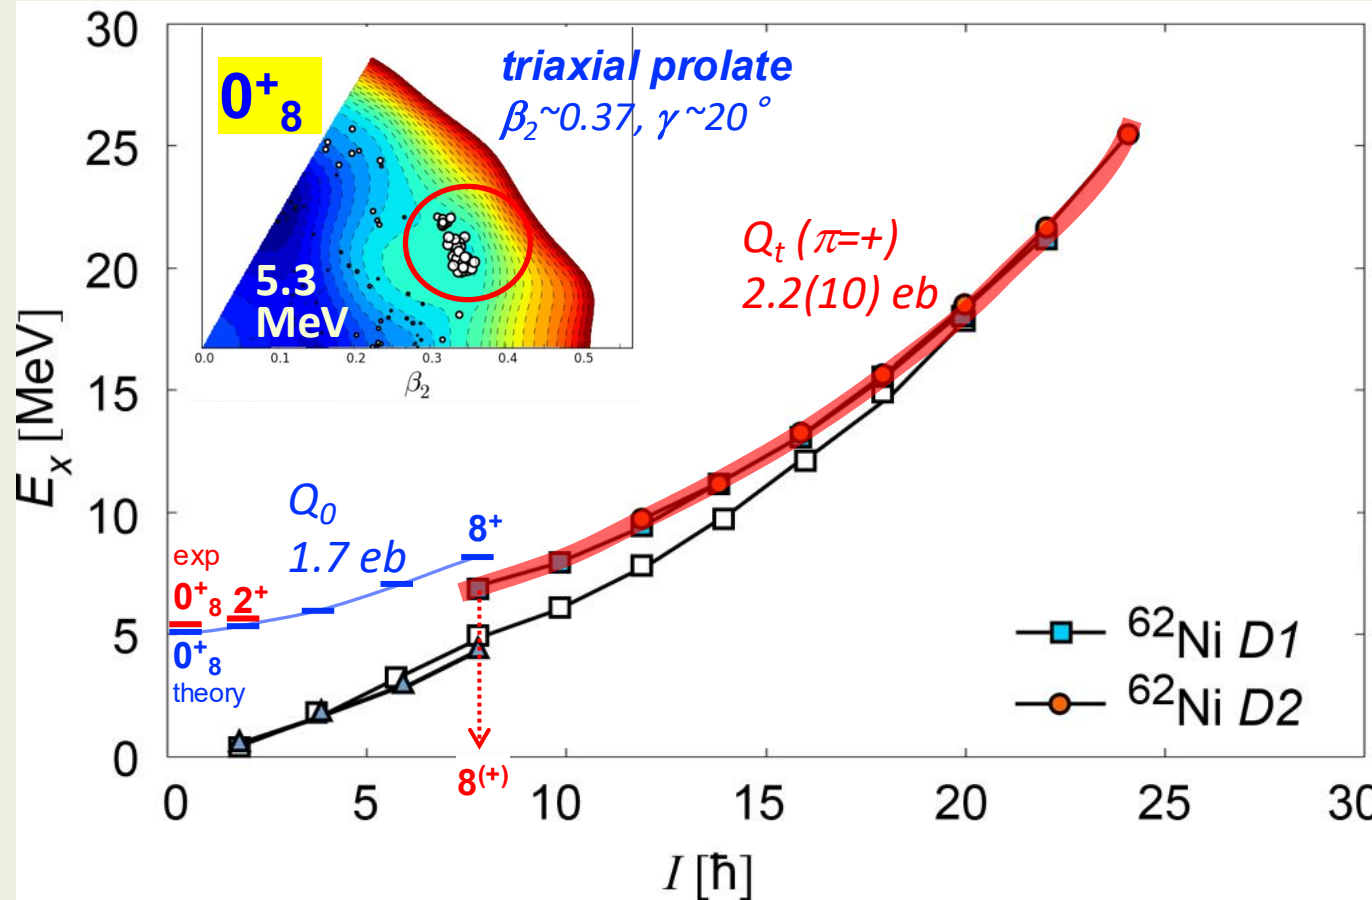 30
25
20
15
10
5
0
E_x [MeV]
0⁺₈
triaxial prolate
β₂~0.37, γ ~20°
5.3
MeV
0.0 0.1 0.2 0.3 0.4 0.5
β₂
Q_t (π=+)
2.2(10) eb
Q₀
1.7 eb
8⁺
exp
0⁺₈ 2⁺
0⁺₈
theory
⁶²Ni D1
⁶²Ni D2
8⁽⁺⁾
0 5 10 15 20 25 30
I [ħ]